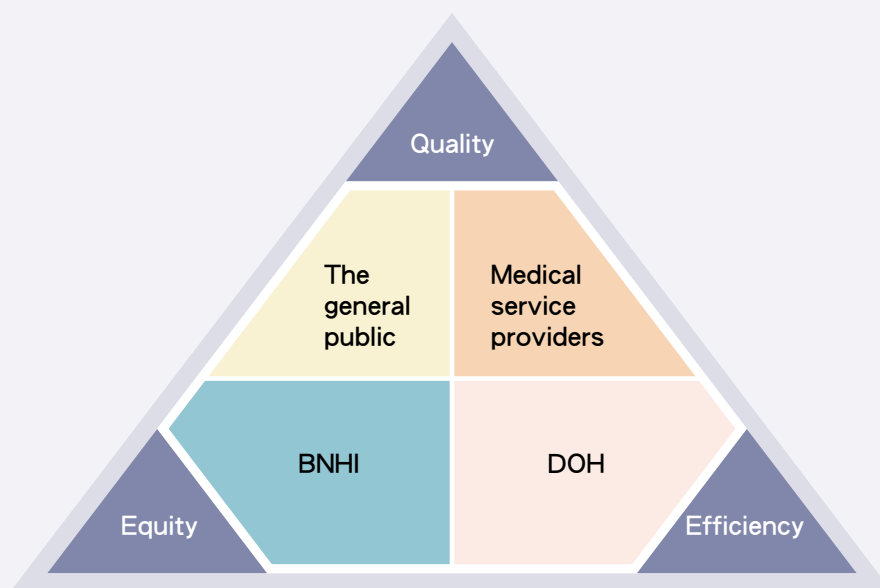 Quality
The
general
public
Medical
service
providers
BNHI
DOH
Equity
Efficiency